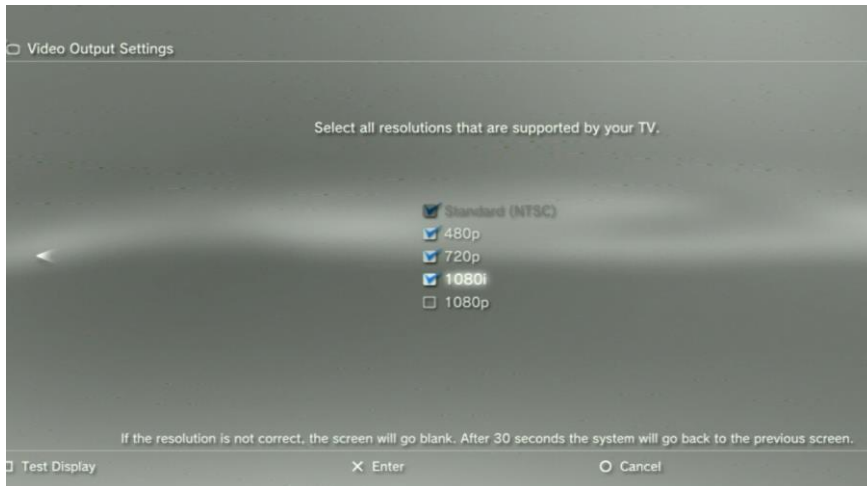 Video Output Settings
Select all resolutions that are supported by your TV.
Standard (NTSC)
480p
720p
1080i
1080p
If the resolution is not correct, the screen will go blank. After 30 seconds the system will go back to the previous screen.
Test Display X Enter O Cancel